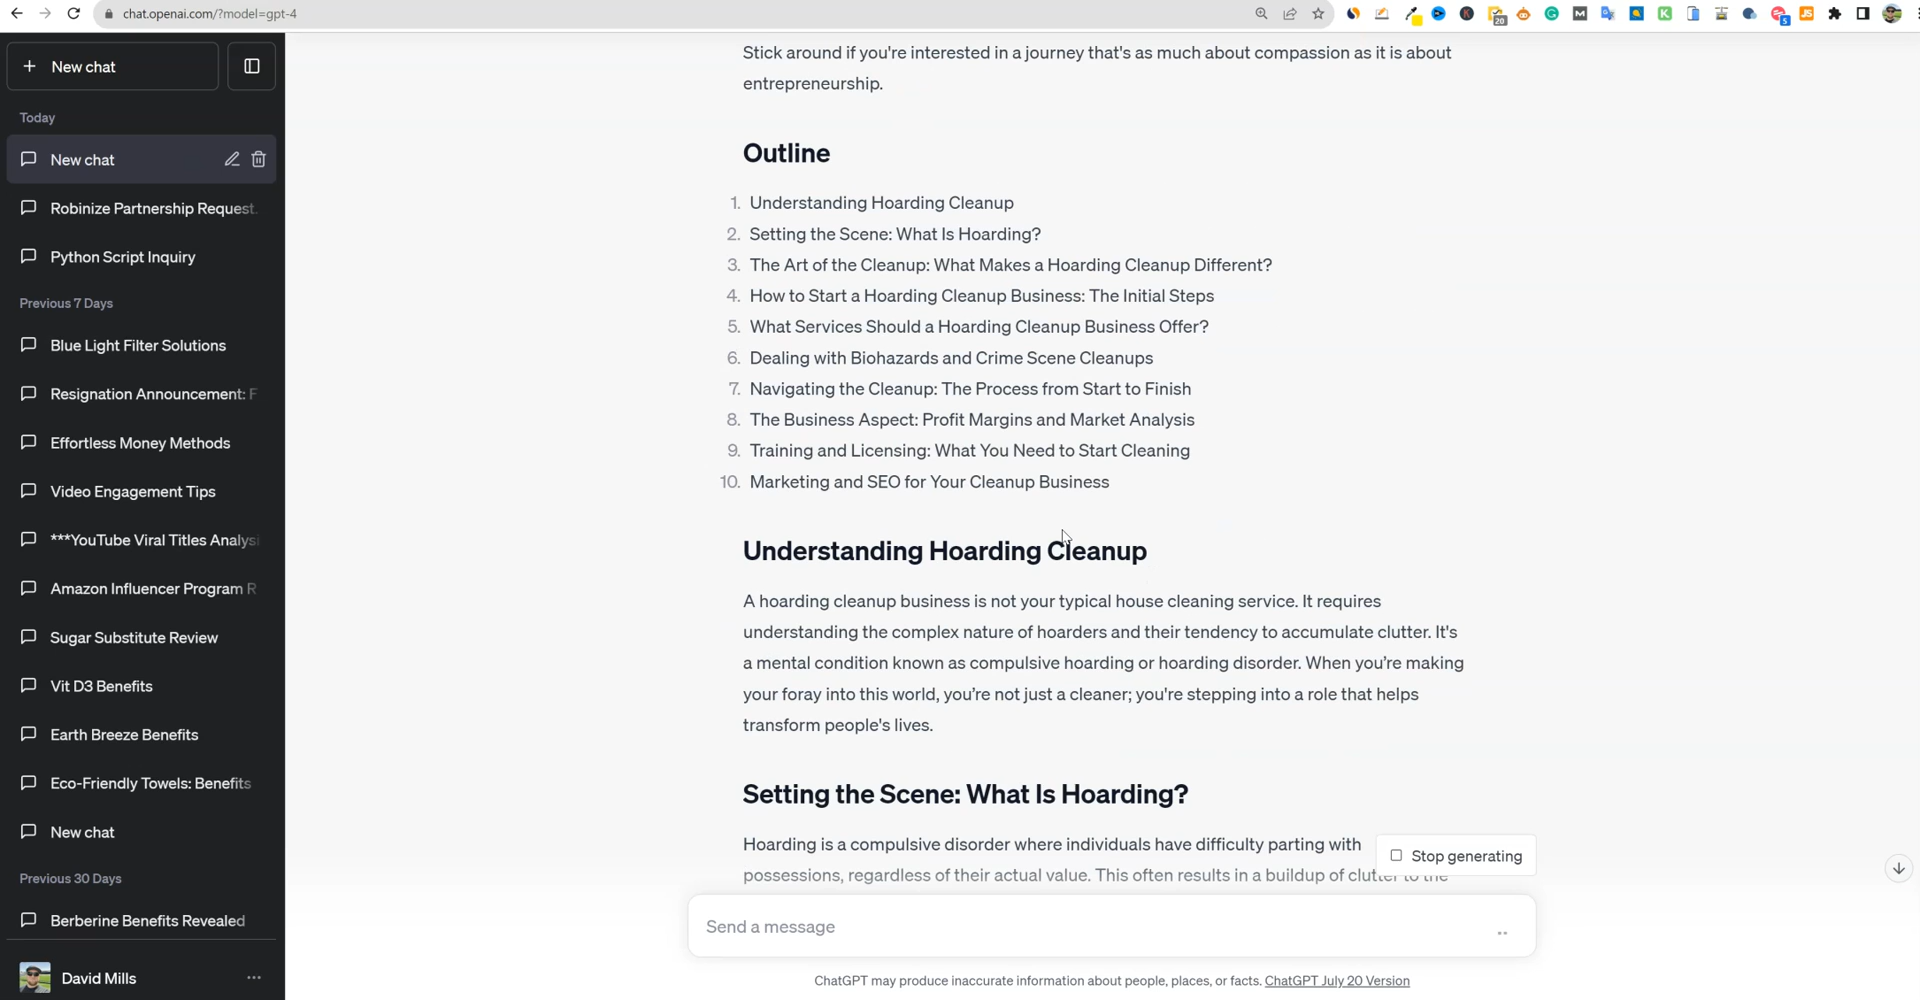 chat.openai.com/?model=gpt-4
20
5
New chat
Today
New chat
Robinize Partnership Request.
Python Script Inquiry
Previous 7 Days
Blue Light Filter Solutions
Resignation Announcement: F
Effortless Money Methods
Video Engagement Tips
***YouTube Viral Titles Analysi
Amazon Influencer Program R
Sugar Substitute Review
Vit D3 Benefits
Earth Breeze Benefits
Eco-Friendly Towels: Benefits
New chat
Previous 30 Days
Berberine Benefits Revealed
David Mills
Stick around if you're interested in a journey that's as much about compassion as it is about
entrepreneurship.
Outline
1. Understanding Hoarding Cleanup
2. Setting the Scene: What Is Hoarding?
3. The Art of the Cleanup: What Makes a Hoarding Cleanup Different?
4. How to Start a Hoarding Cleanup Business: The Initial Steps
5. What Services Should a Hoarding Cleanup Business Offer?
6. Dealing with Biohazards and Crime Scene Cleanups
7. Navigating the Cleanup: The Process from Start to Finish
8. The Business Aspect: Profit Margins and Market Analysis
9. Training and Licensing: What You Need to Start Cleaning
10. Marketing and SEO for Your Cleanup Business
Understanding Hoarding Cleanup
A hoarding cleanup business is not your typical house cleaning service. It requires
understanding the complex nature of hoarders and their tendency to accumulate clutter. It's
a mental condition known as compulsive hoarding or hoarding disorder. When you’re making
your foray into this world, you’re not just a cleaner; you're stepping into a role that helps
transform people's lives.
Setting the Scene: What Is Hoarding?
Hoarding is a compulsive disorder where individuals have difficulty parting with
possessions, regardless of their actual value. This often results in a buildup of clutter to the
Stop generating
Send a message
ChatGPT may produce inaccurate information about people, places, or facts. ChatGPT July 20 Version